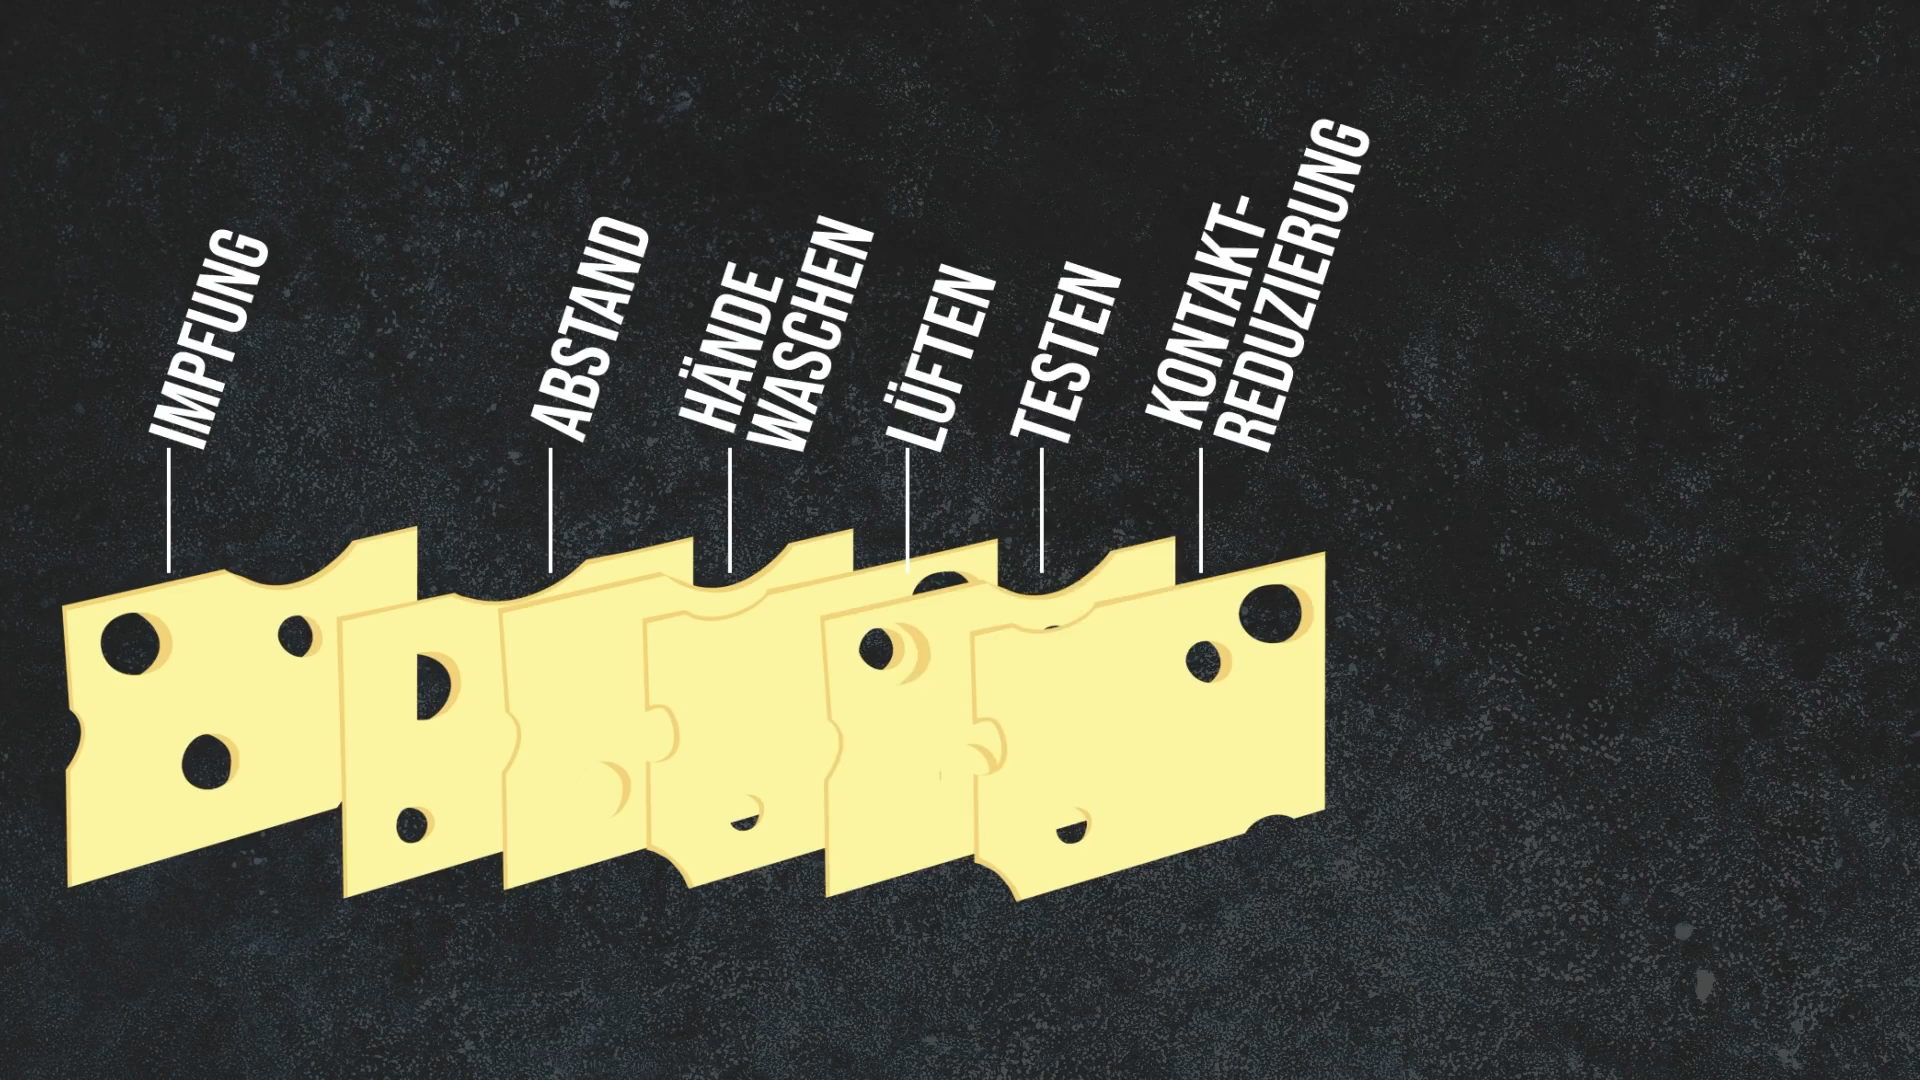 IMPFUNG
ABSTAND
HÄNDE
WASCHEN
LÜFTEN
TESTEN
KONTAKT-
REDUZIERUNG